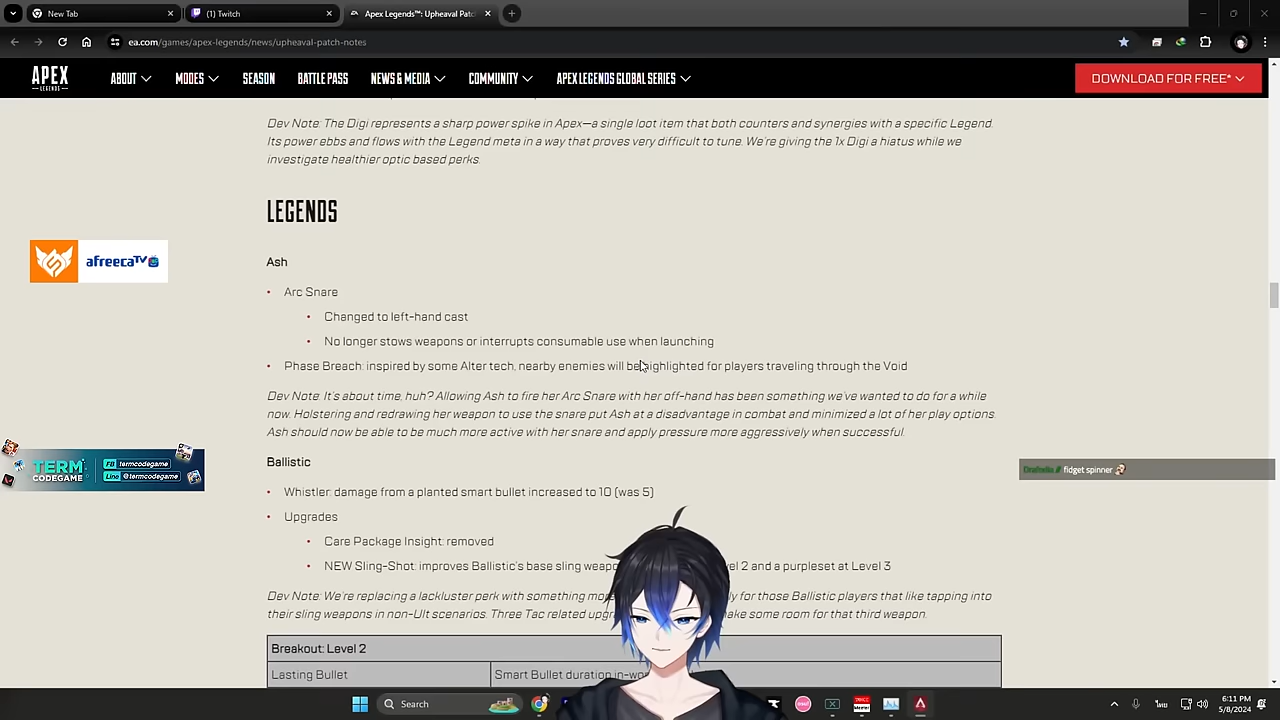 New Tab
(1) Twitch
Apex Legends™: Upheaval Patc
ea.com/games/apex-legends/news/upheaval-patch-notes
APEX
LEGENDS
ABOUT
MODES
SEASON
BATTLE PASS
NEWS & MEDIA
COMMUNITY
APEX LEGENDS GLOBAL SERIES
DOWNLOAD FOR FREE*
Dev Note: The Digi represents a sharp power spike in Apex—a single loot item that both counters and synergies with a specific Legend.
Its power ebbs and flows with the Legend meta in a way that proves very difficult to tune. We're giving the 1x Digi a hiatus while we
investigate healthier optic based perks.
LEGENDS
afreecaTV
Ash
• Arc Snare
• Changed to left-hand cast
• No longer stows weapons or interrupts consumable use when launching
• Phase Breach: inspired by some Alter tech, nearby enemies will be highlighted for players traveling through the Void
Dev Note: It's about time, huh? Allowing Ash to fire her Arc Snare with her off-hand has been something we've wanted to do for a while
now. Holstering and redrawing her weapon to use the snare put Ash at a disadvantage in combat and minimized a lot of her play options.
Ash should now be able to be much more active with her snare and apply pressure more aggressively when successful.
TERM
CODEGAME
FB termcodegame
Line @termcodegame
Ballistic
fidget spinner
• Whistler: damage from a planted smart bullet increased to 10 (was 5)
• Upgrades
• Care Package Insight: removed
• NEW Sling-Shot: improves Ballistic's base sling weapo el 2 and a purpleset at Level 3
Dev Note: We're replacing a lackluster perk with something mor ly for those Ballistic players that like tapping into
their sling weapons in non-Ult scenarios. Three Tac related upgr make some room for that third weapon.
Breakout: Level 2
Lasting Bullet
Smart Bullet duration in-wo
Search
ไทย
6:11 PM
5/8/2024